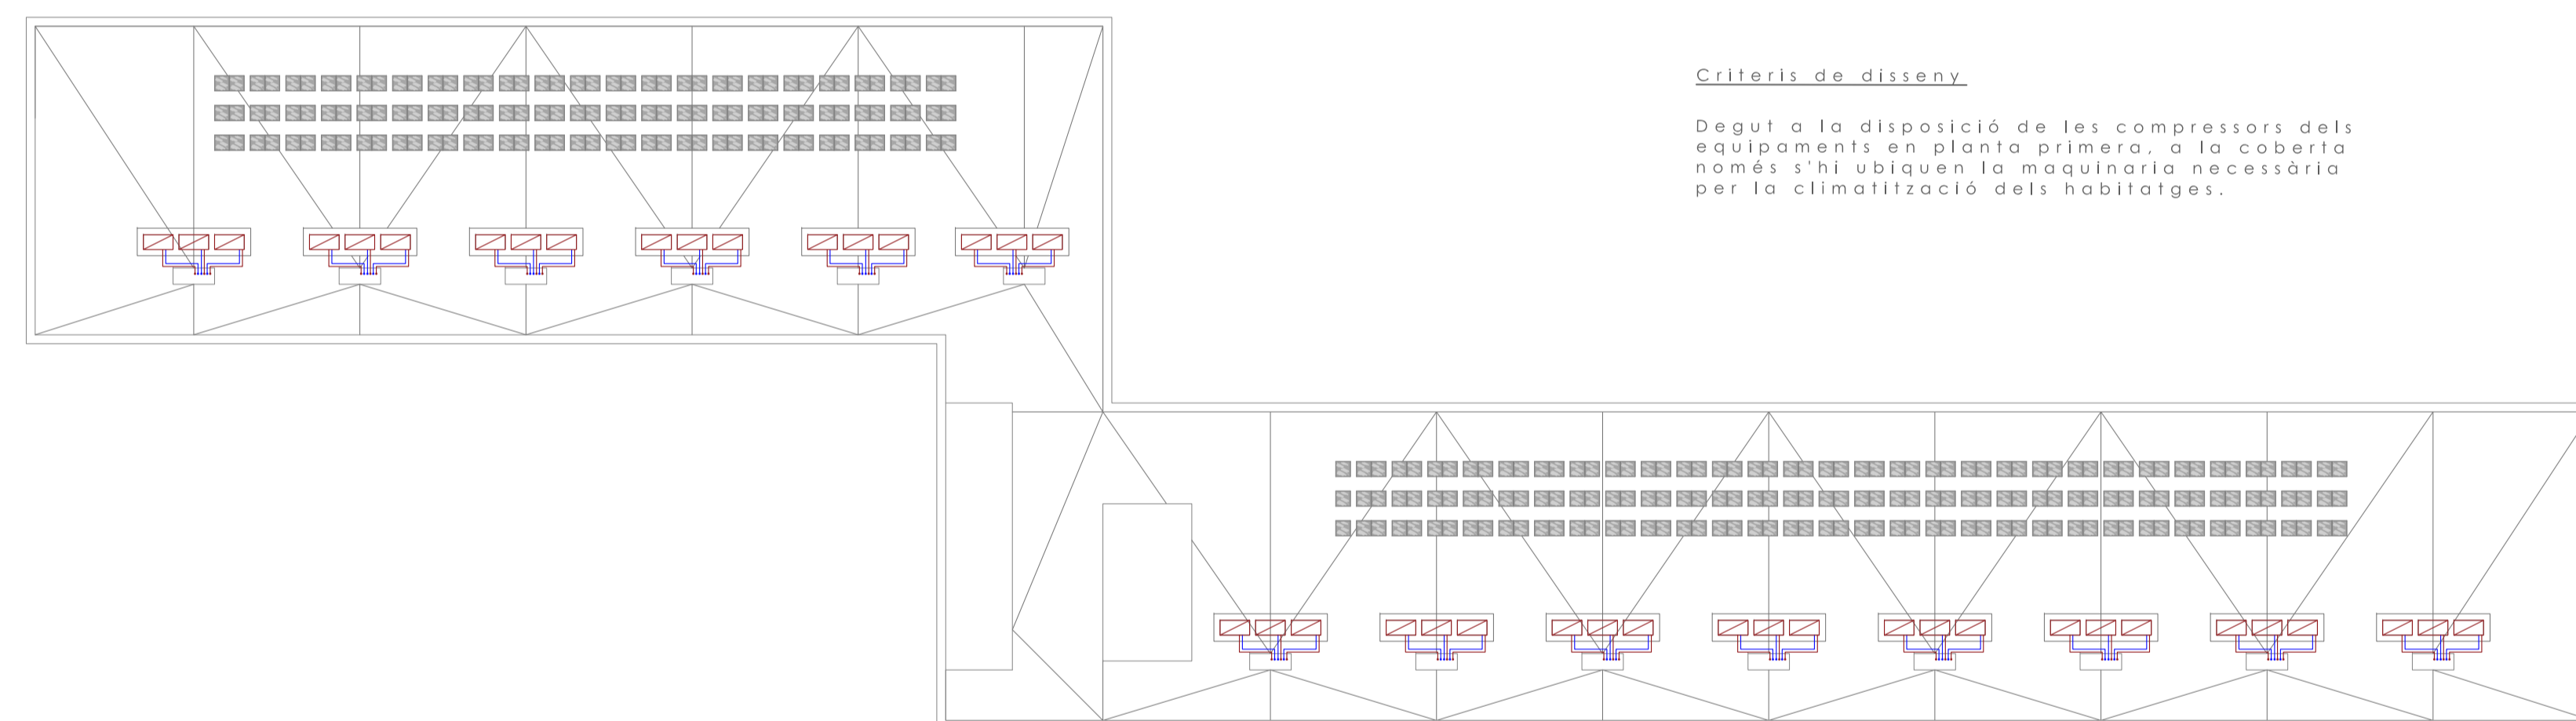 Criteris de disseny
Degut a la disposició de les compressors dels
equipaments en planta primera, a la coberta
només s'hi ubiquen la maquinaria necessària
per la climatització dels habitatges.